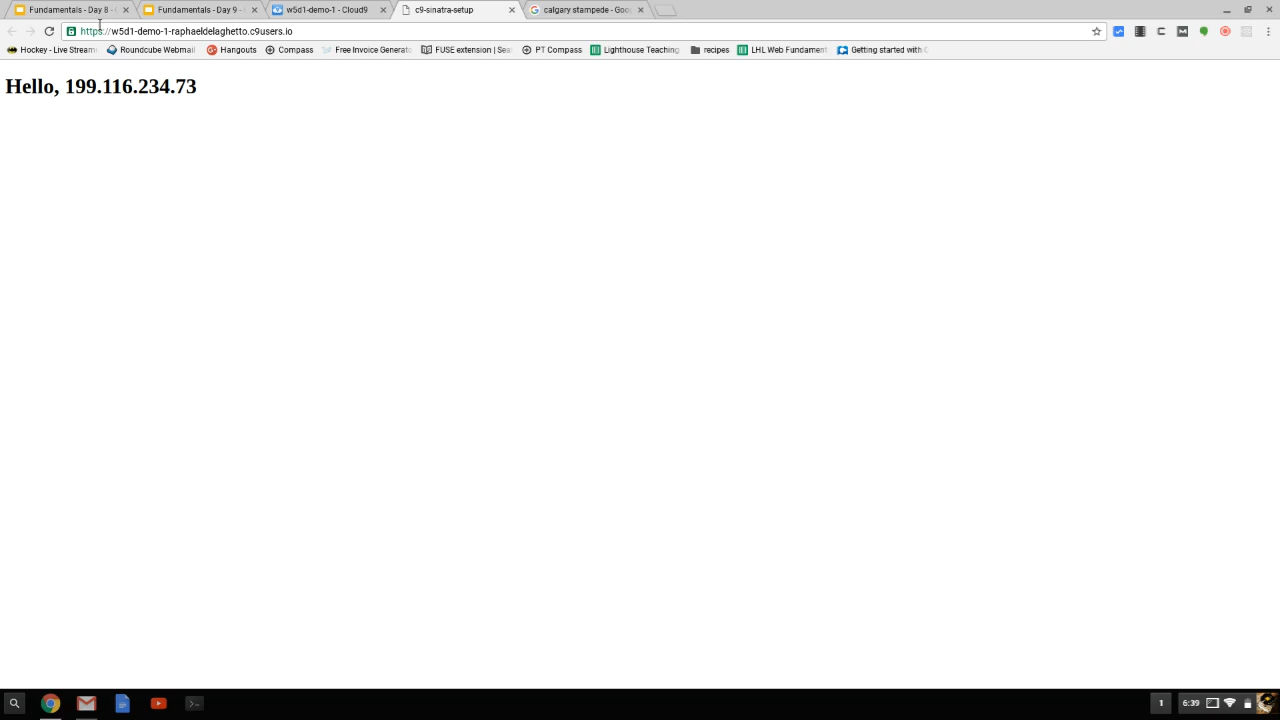 Fundamentals - Day 8 -
Fundamentals - Day 9 -
w5d1-demo-1 - Cloud9
c9-sinatra-setup
calgary stampede - Goo
https://w5d1-demo-1-raphaeldelaghetto.c9users.io
Hockey - Live Stream
Roundcube Webmail
Hangouts
Compass
Free Invoice Generato
FUSE extension | Sea
PT Compass
Lighthouse Teaching
recipes
LHL Web Fundament
Getting started with
Hello, 199.116.234.73
1
6:39